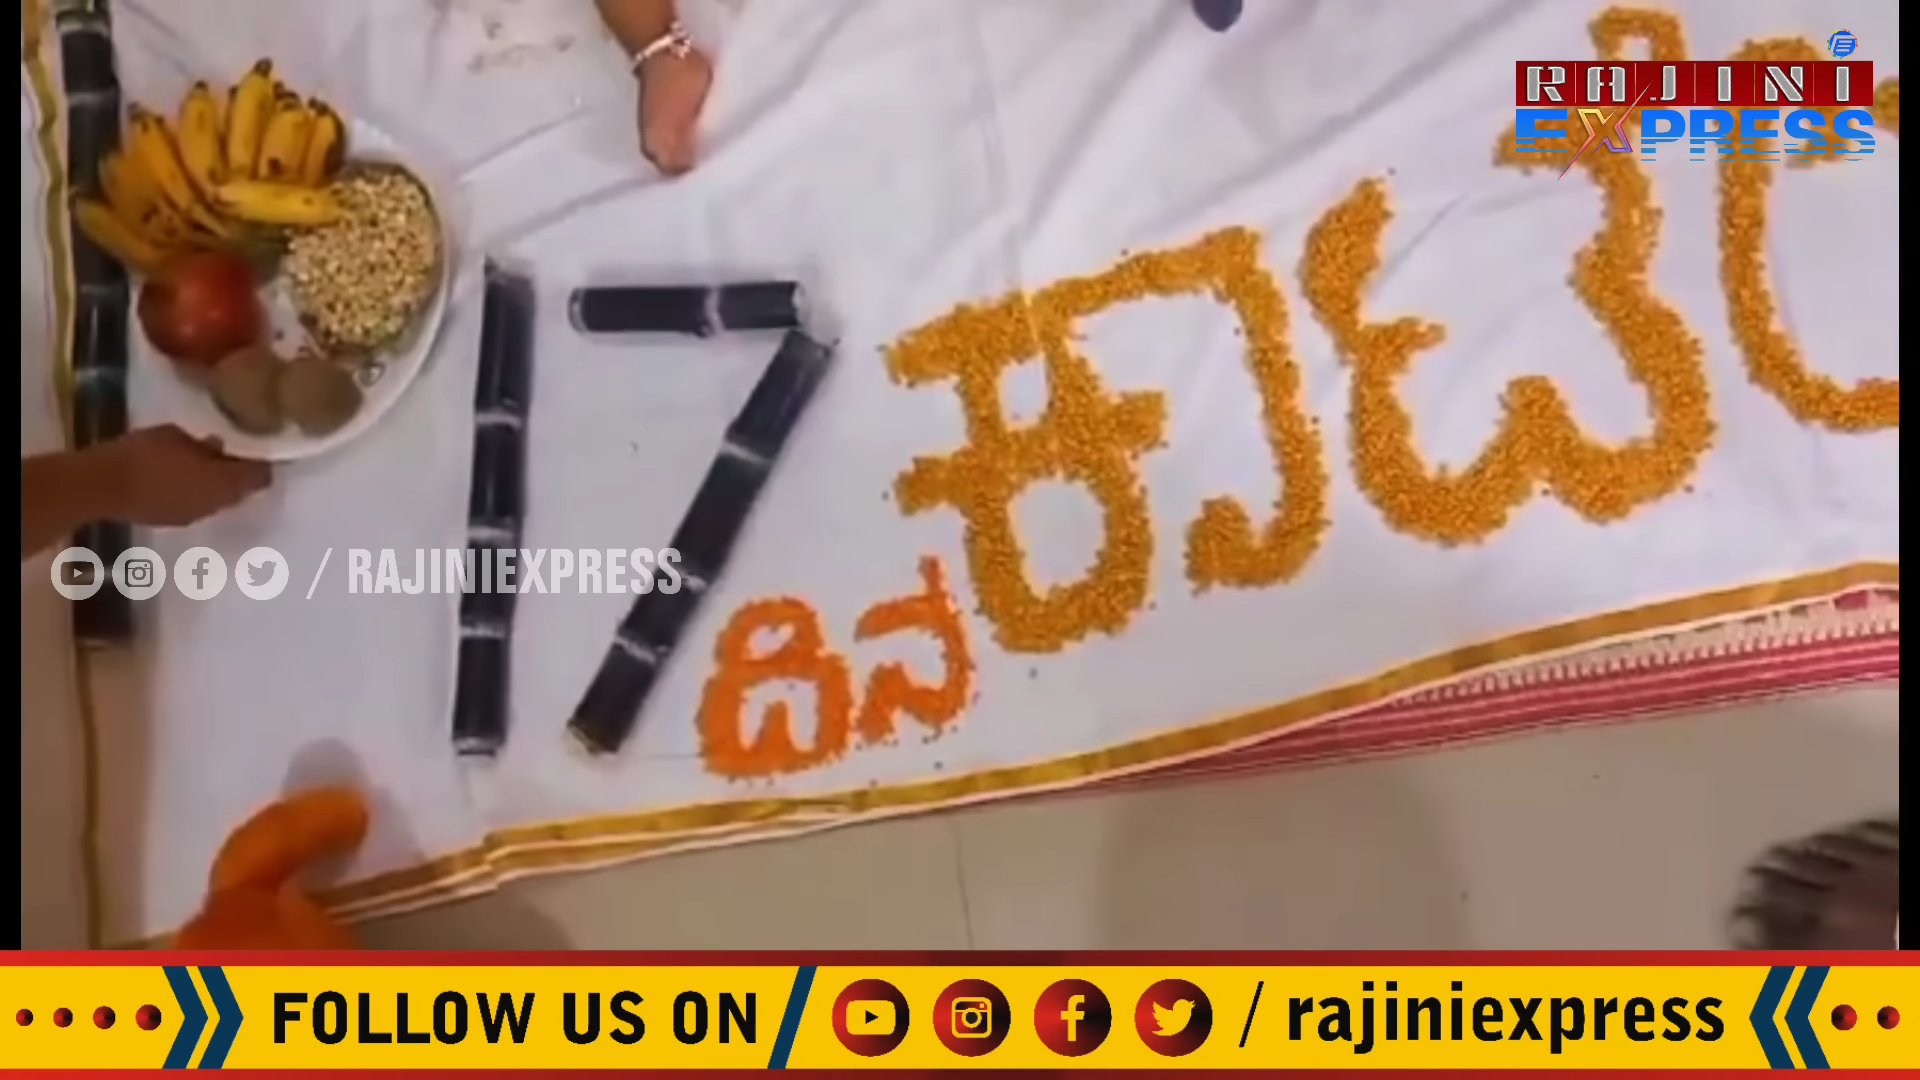 RAJINI
EXPRESS
17
ದಿನ
/ RAJINIEXPRESS
FOLLOW US ON / rajiniexpress